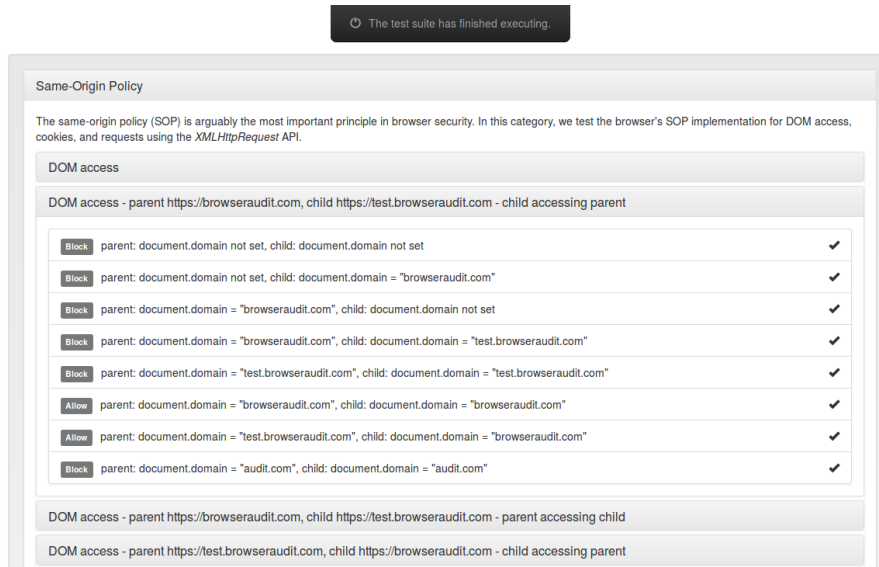 The test suite has finished executing.
Same-Origin Policy
The same-origin policy (SOP) is arguably the most important principle in browser security. In this category, we test the browser's SOP implementation for DOM access,
cookies, and requests using the XMLHttpRequest API.
DOM access
DOM access - parent https://browseraudit.com, child https://test.browseraudit.com - child accessing parent
Block parent: document.domain not set, child: document.domain not set
Block parent: document.domain not set, child: document.domain = "browseraudit.com"
Block parent: document.domain = "browseraudit.com", child: document.domain not set
Block parent: document.domain = "browseraudit.com", child: document.domain = "test.browseraudit.com"
Block parent: document.domain = "test.browseraudit.com", child: document.domain = "test.browseraudit.com"
Allow parent: document.domain = "browseraudit.com", child: document.domain = "browseraudit.com"
Allow parent: document.domain = "test.browseraudit.com", child: document.domain = "browseraudit.com"
Block parent: document.domain = "audit.com", child: document.domain = "audit.com"
DOM access - parent https://browseraudit.com, child https://test.browseraudit.com - parent accessing child
DOM access - parent https://test.browseraudit.com, child https://browseraudit.com - child accessing parent